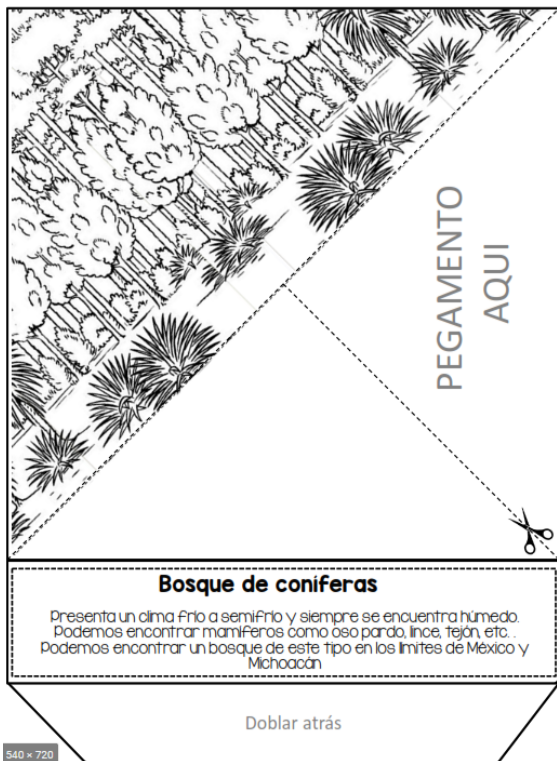 PEGAMENTO
AQUI
Bosque de coníferas
Presenta un clima frío a semifrío y siempre se encuentra húmedo.
Podemos encontrar mamíferos como oso pardo, lince, tejón, etc. .
Podemos encontrar un bosque de este tipo en los límites de México y
Michoacán
Doblar atrás
540 × 720